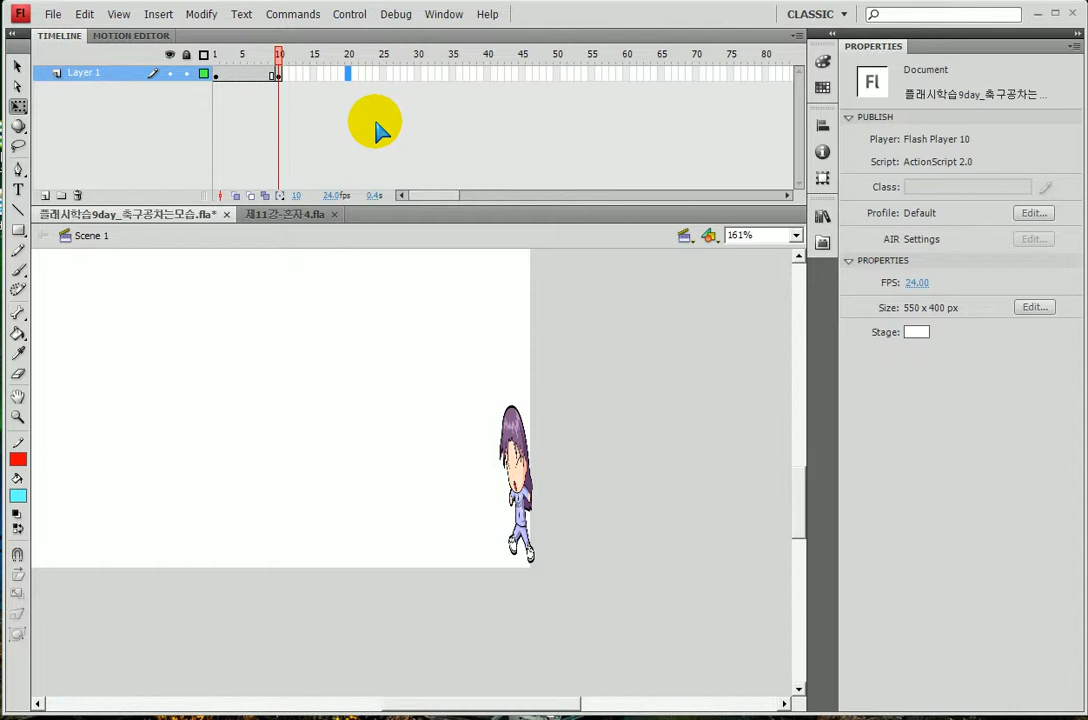 Fl File Edit View Insert Modify Text Commands Control Debug Window Help CLASSIC
TIMELINE MOTION EDITOR
1 5 10 15 20 25 30 35 40 45 50 55 60 65 70 75 80
Layer 1
10 24.0fps 0.4s
플래시학습9day_축구공차는모습.fla* 제11강-혼자4.fla
Scene 1 161%
T
PROPERTIES
Fl Document
플래시학습9day_축구공차는 ...
PUBLISH
Player: Flash Player 10
Script: ActionScript 2.0
Class:
Profile: Default Edit...
AIR Settings Edit...
PROPERTIES
FPS: 24.00
Size: 550 x 400 px Edit...
Stage: